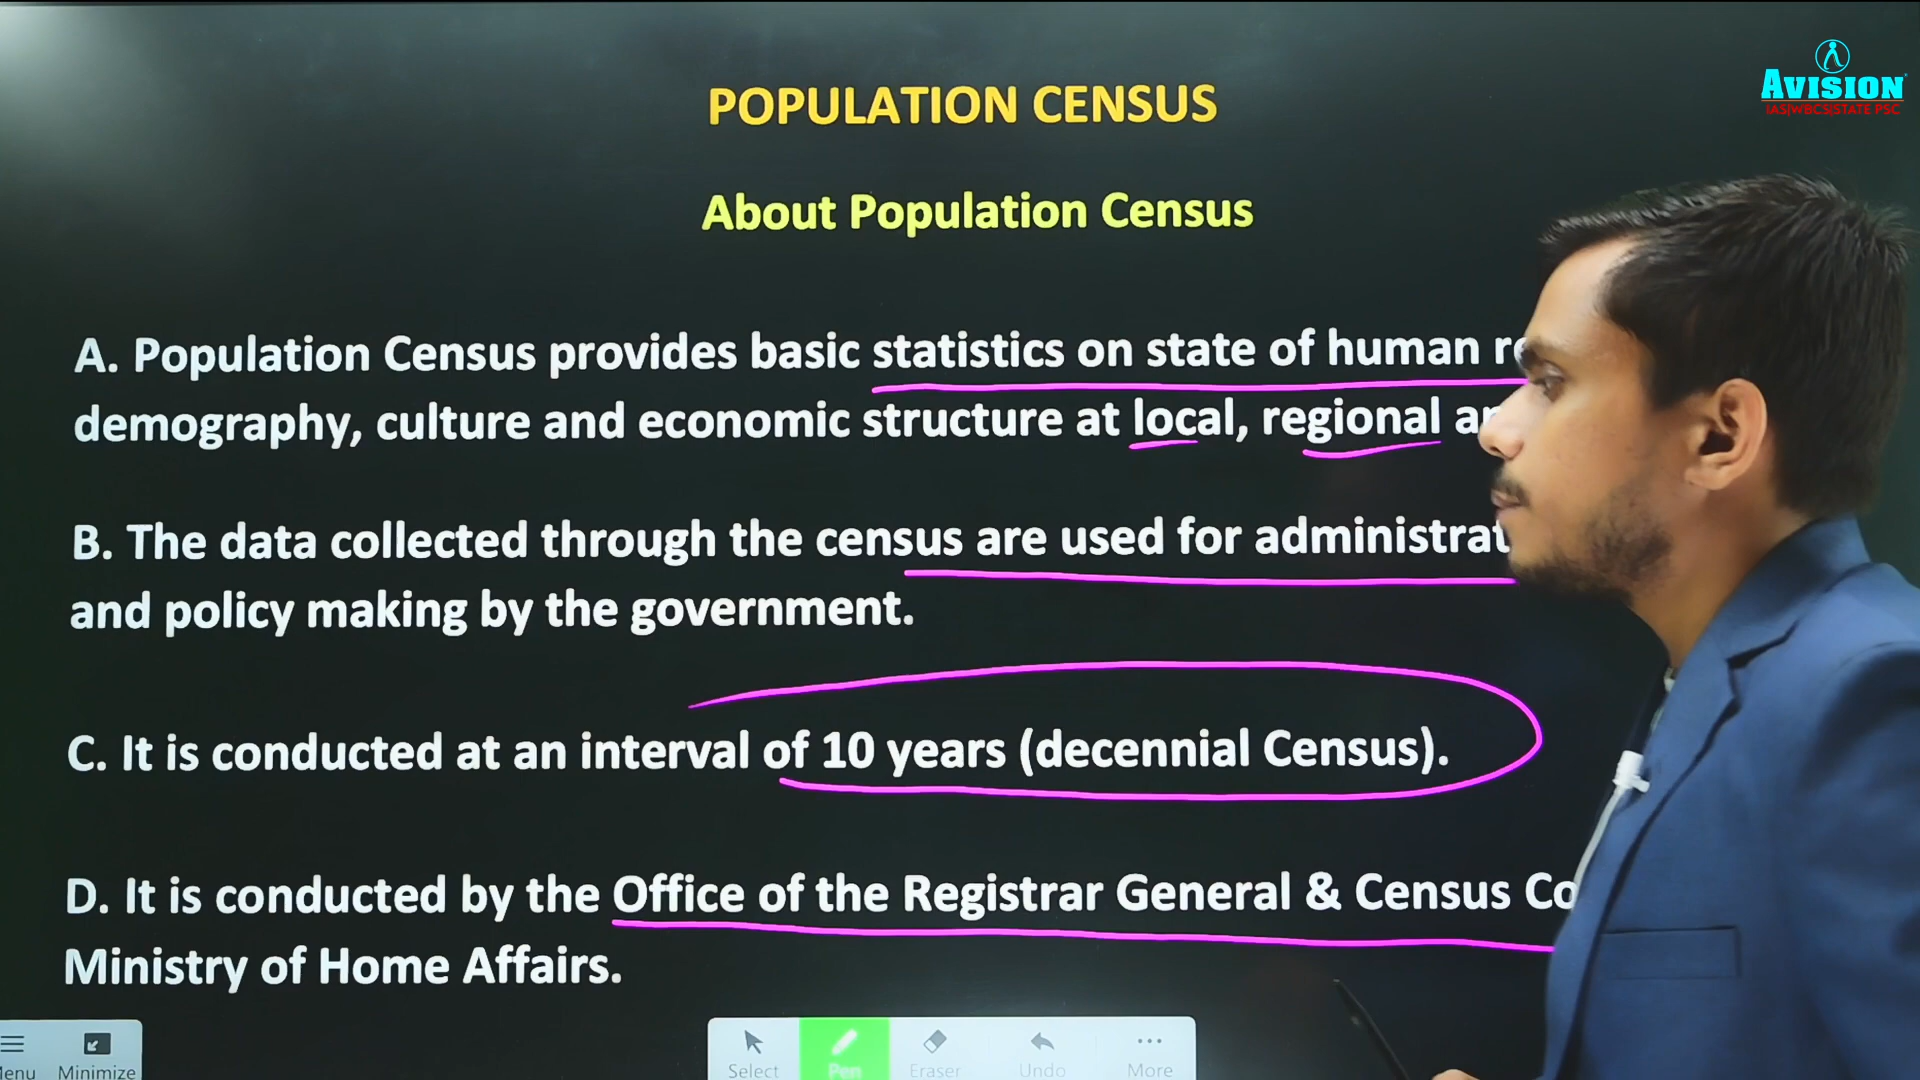 AVISION
IAS|WBCS|STATE PSC
POPULATION CENSUS
About Population Census
A. Population Census provides basic statistics on state of human
demography, culture and economic structure at local, regional
B. The data collected through the census are used for
and policy making by the government.
C. It is conducted at an interval of 10 years (decennial Census).
D. It is conducted by the Office of the Registrar General & Census
Ministry of Home Affairs.
Minimize
Select
Pen
Eraser
Undo
More